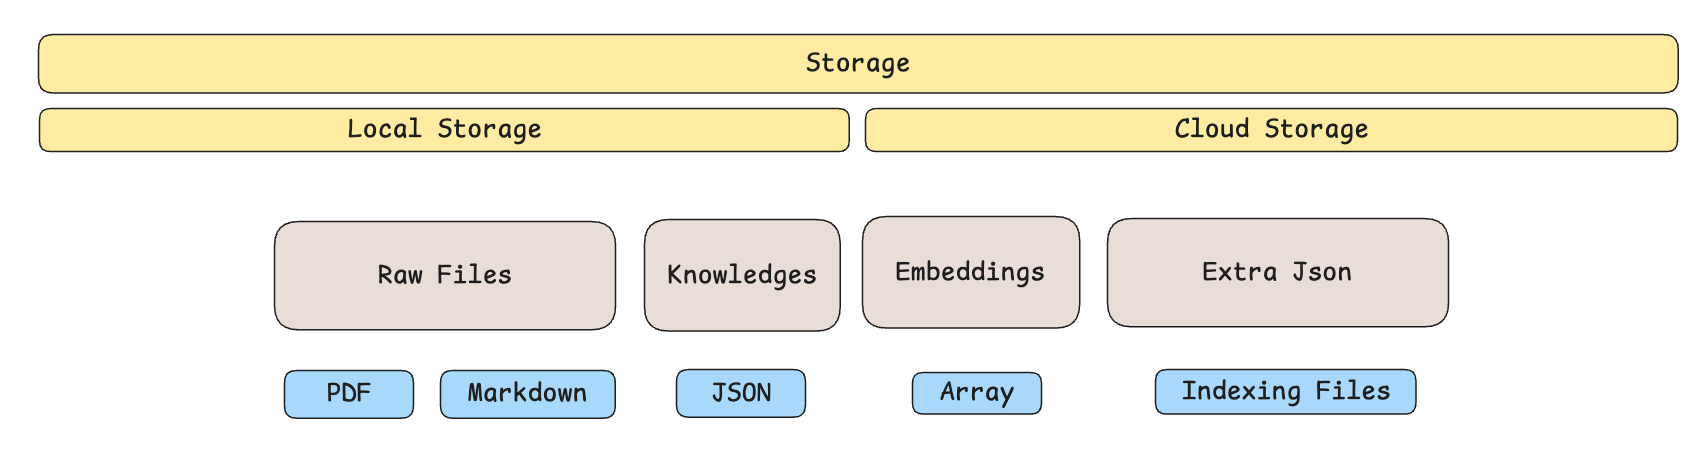 Storage
Local Storage
Cloud Storage
Raw Files
Knowledges
Embeddings
Extra Json
PDF
Markdown
JSON
Array
Indexing Files